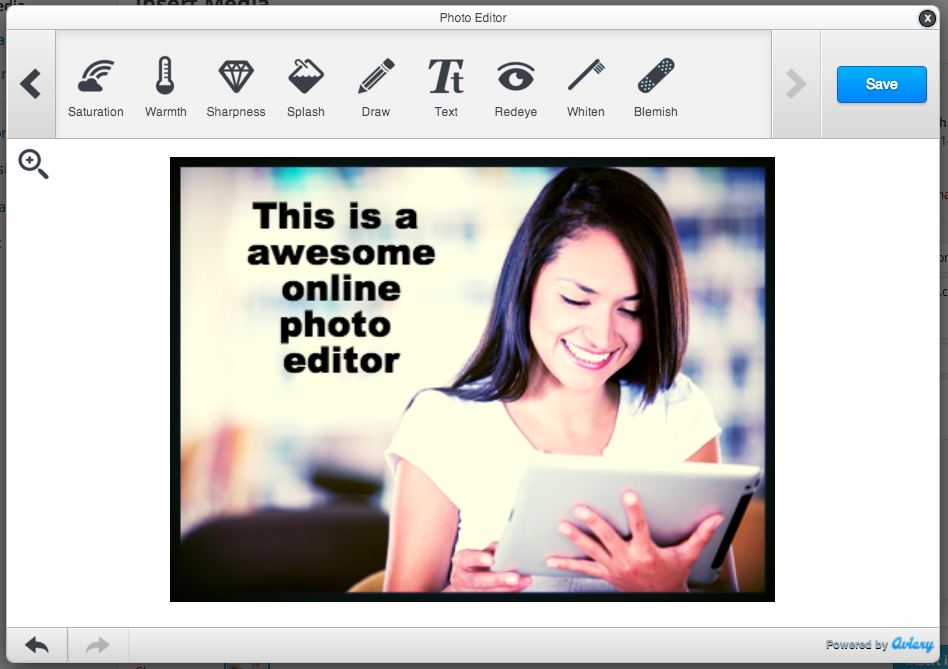 Insert Media
Photo Editor
Saturation
Warmth
Sharpness
Splash
Draw
Tt
Text
Redeye
Whiten
Blemish
Save
This is a
awesome
online
photo
editor
Powered by Aviary